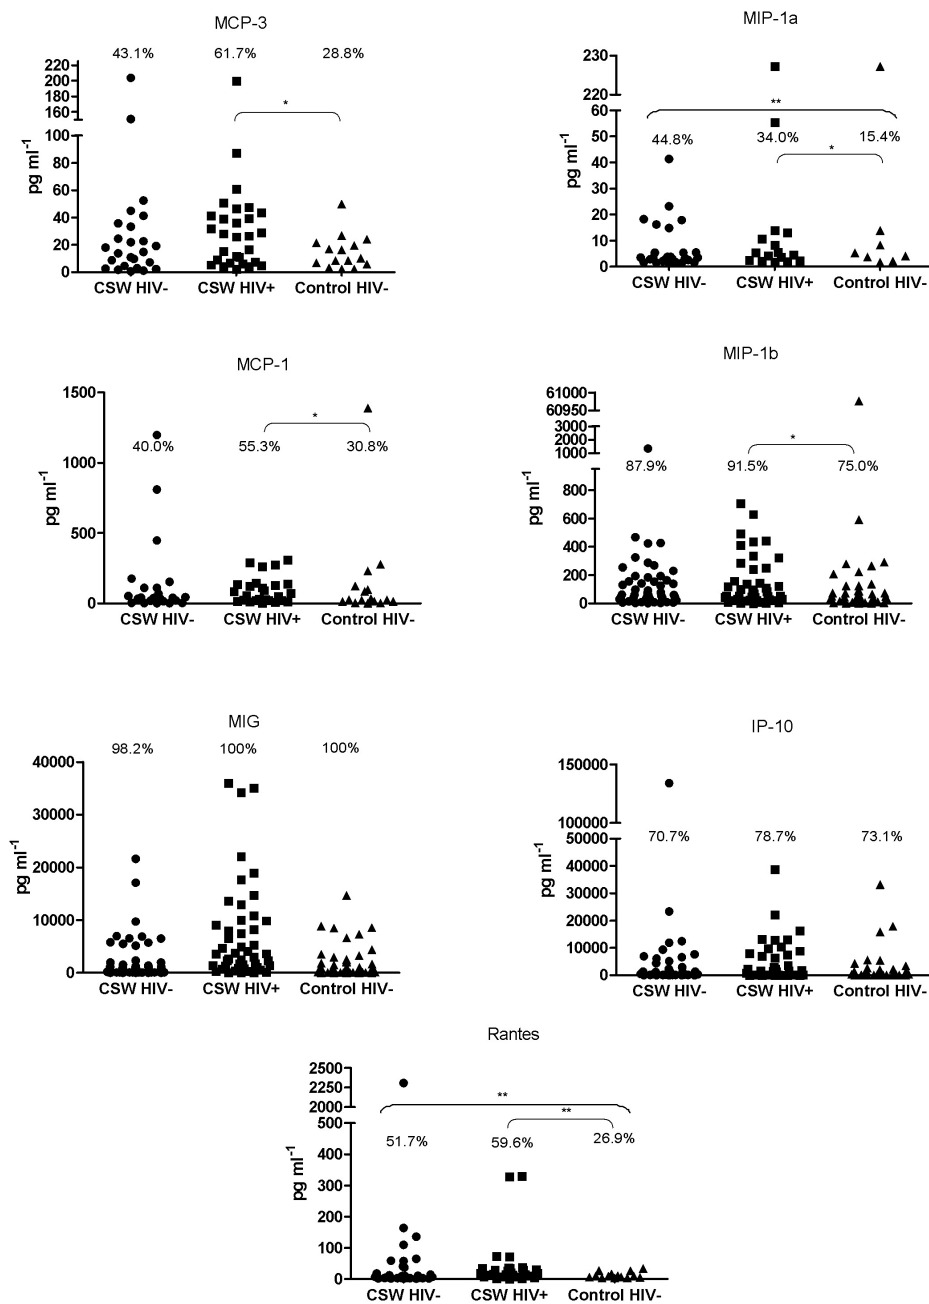 MCP-3
43.1% 61.7% 28.8%
220
200
180
160
140
100
80
60
40
20
0
pg ml-1
*
CSW HIV- CSW HIV+ Control HIV-
MIP-1a
230
220
60
50
40
30
20
10
0
pg ml-1
**
44.8% 34.0% 15.4%
*
CSW HIV- CSW HIV+ Control HIV-
MCP-1
1500
1000
500
0
pg ml-1
*
40.0% 55.3% 30.8%
CSW HIV- CSW HIV+ Control HIV-
MIP-1b
61000
60950
3000
2000
1000
800
600
400
200
0
pg ml-1
*
87.9% 91.5% 75.0%
CSW HIV- CSW HIV+ Control HIV-
MIG
98.2% 100% 100%
40000
30000
20000
10000
0
pg ml-1
CSW HIV- CSW HIV+ Control HIV-
IP-10
150000
100000
50000
40000
30000
20000
10000
0
pg ml-1
70.7% 78.7% 73.1%
CSW HIV- CSW HIV+ Control HIV-
Rantes
2500
2250
2000
500
400
300
200
100
0
pg ml-1
**
**
51.7% 59.6% 26.9%
CSW HIV- CSW HIV+ Control HIV-